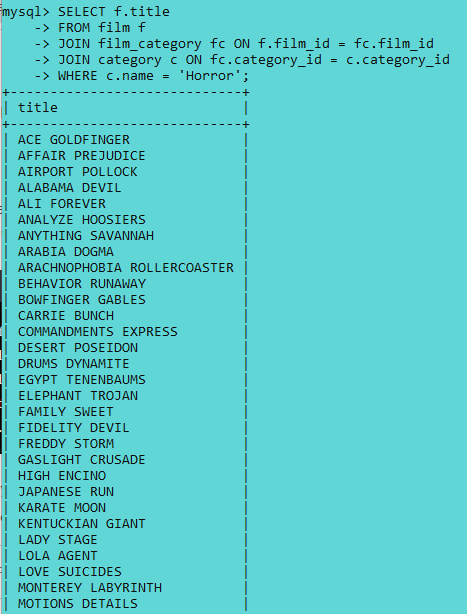 mysql> SELECT f.title
    -> FROM film f
    -> JOIN film_category fc ON f.film_id = fc.film_id
    -> JOIN category c ON fc.category_id = c.category_id
    -> WHERE c.name = 'Horror';
+-----------------------------+
| title                       |
+-----------------------------+
| ACE GOLDFINGER              |
| AFFAIR PREJUDICE            |
| AIRPORT POLLOCK             |
| ALABAMA DEVIL               |
| ALI FOREVER                 |
| ANALYZE HOOSIERS            |
| ANYTHING SAVANNAH           |
| ARABIA DOGMA                |
| ARACHNOPHOBIA ROLLERCOASTER |
| BEHAVIOR RUNAWAY            |
| BOWFINGER GABLES            |
| CARRIE BUNCH                |
| COMMANDMENTS EXPRESS        |
| DESERT POSEIDON             |
| DRUMS DYNAMITE              |
| EGYPT TENENBAUMS            |
| ELEPHANT TROJAN             |
| FAMILY SWEET                |
| FIDELITY DEVIL              |
| FREDDY STORM                |
| GASLIGHT CRUSADE            |
| HIGH ENCINO                 |
| JAPANESE RUN                |
| KARATE MOON                 |
| KENTUCKIAN GIANT            |
| LADY STAGE                  |
| LOLA AGENT                  |
| LOVE SUICIDES               |
| MONTEREY LABYRINTH          |
| MOTIONS DETAILS             |